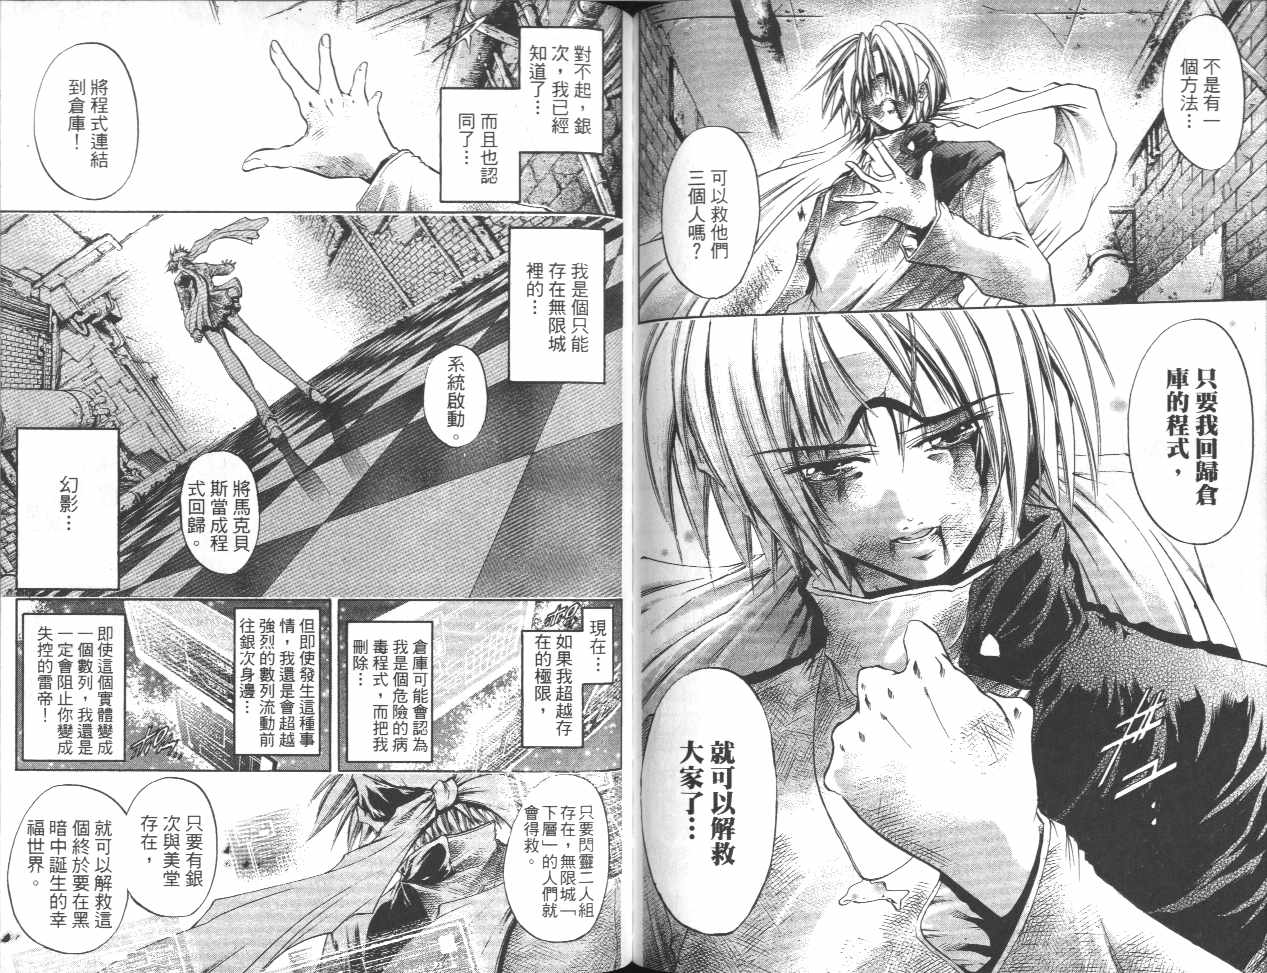 不是有一
個方法…
可以救他們
三個人嗎？
只要我回歸倉
庫的程式，
就可以解救
大家了…
對不起，銀
次，我已經
知道了…
而且也認
同了…
將程式連結
到倉庫！
我是個只能
存在無限城
裡的…
系統啟動。
將馬克貝
斯當成程
式回歸。
幻影…
現在…
如果我超越存
在的極限，
倉庫可能會認為
我是個危險的病
毒程式，而把我
刪除…
但即使發生這種事
情，我還是會超越
強烈的數列流動前
往銀次身邊…
即使這個實體變成
一個數列，我還是
一定會阻止你變成
失控的雷帝！
只要閃靈二人組
存在，無限城「
下層」的人們就
會得救。
只要有銀
次與美堂
存在，
就可以解救這
個終於要在黑
暗中誕生的幸
福世界。